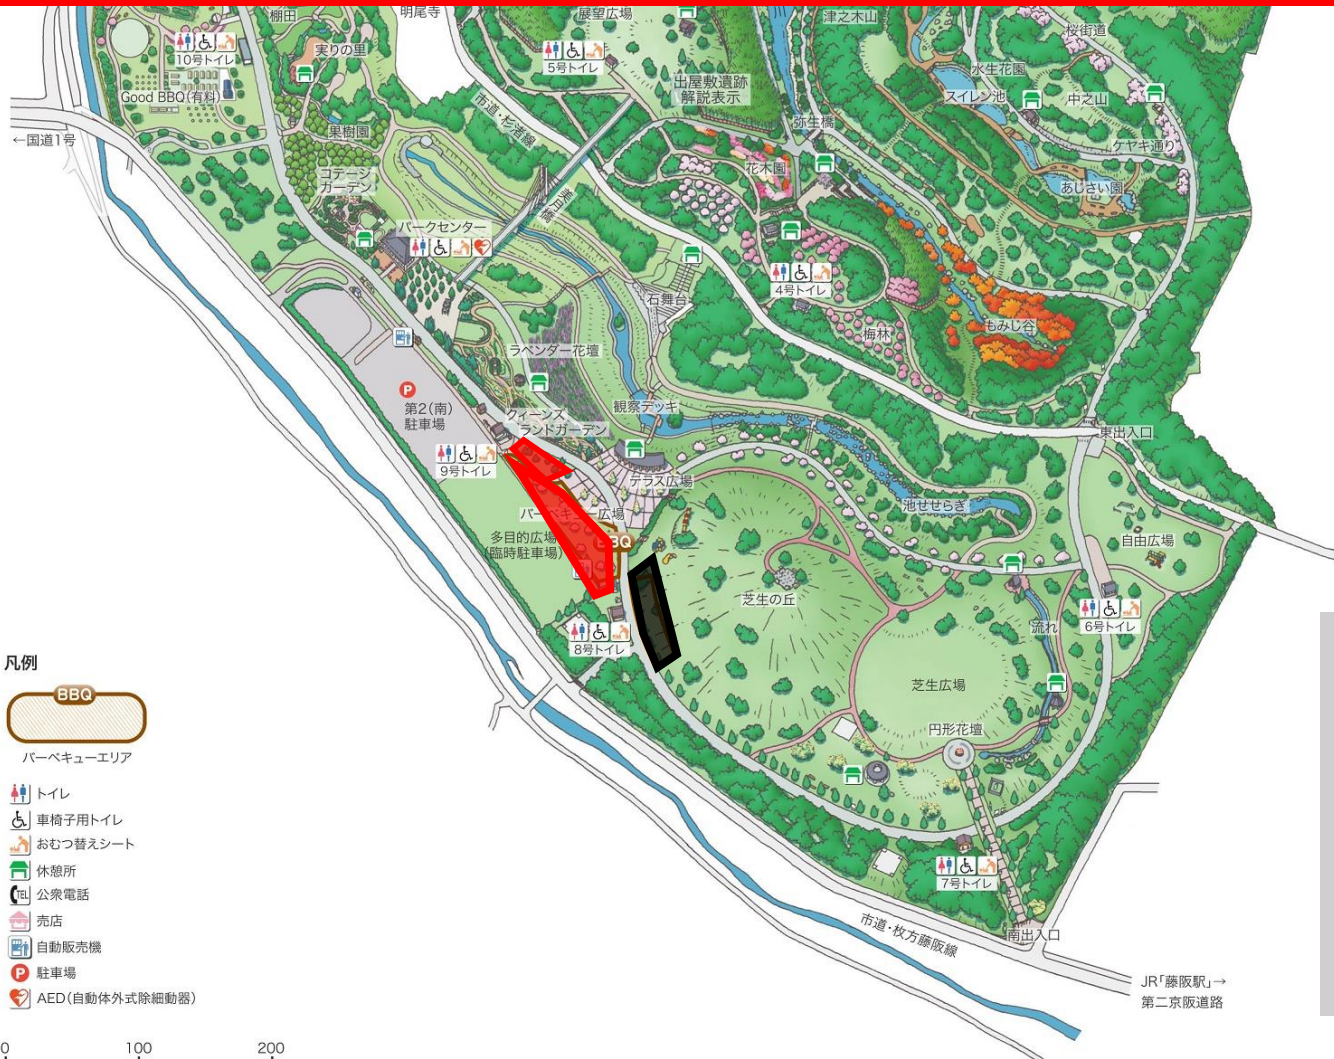 棚田
明尾寺
展望広場
津之木山
桜街道
10号トイレ
実りの里
5号トイレ
出屋敷遺跡
解説表示
水生花園
スイレン池
中之山
Good BBQ(有料)
市道・杉渚線
弥生橋
←国道1号
果樹園
ケヤキ通り
花木園
コテージ
ガーデン
あじさい園
美月橋
パークセンター
4号トイレ
石舞台
もみじ谷
梅林
ラベンダー花壇
P
第2(南)
駐車場
クィーンズ
ランドガーデン
観察デッキ
東出入口
9号トイレ
テラス広場
池せせらぎ
バーベキュー広場
多目的広場
(臨時駐車場)
BBQ
自由広場
芝生の丘
6号トイレ
流れ
8号トイレ
芝生広場
円形花壇
7号トイレ
市道・枚方藤阪線
南出入口
JR「藤阪駅」→
第二京阪道路
凡例
BBQ
バーベキューエリア
トイレ
車椅子用トイレ
おむつ替えシート
休憩所
TEL 公衆電話
売店
自動販売機
P 駐車場
AED(自動体外式除細動器)
0 100 200